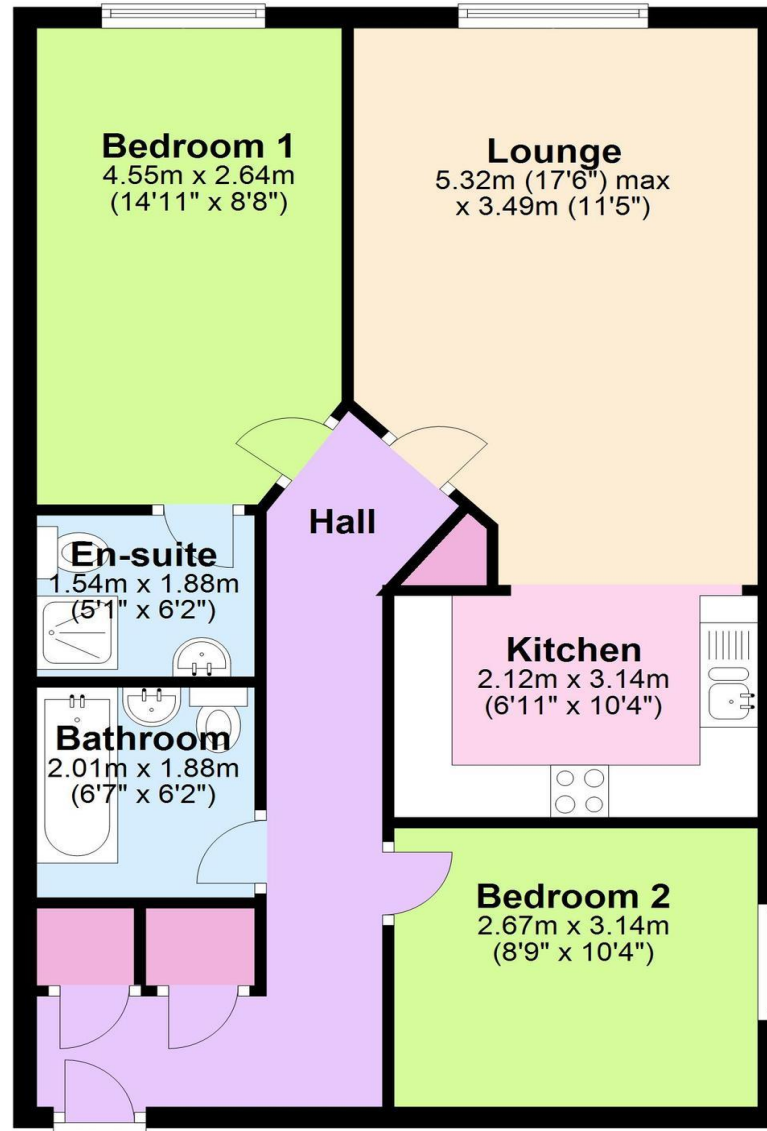 Bedroom 1
4.55m x 2.64m
(14'11" x 8'8")
Lounge
5.32m (17'6") max
x 3.49m (11'5")
Hall
En-suite
1.54m x 1.88m
(5'1" x 6'2")
Kitchen
2.12m x 3.14m
(6'11" x 10'4")
Bathroom
2.01m x 1.88m
(6'7" x 6'2")
Bedroom 2
2.67m x 3.14m
(8'9" x 10'4")